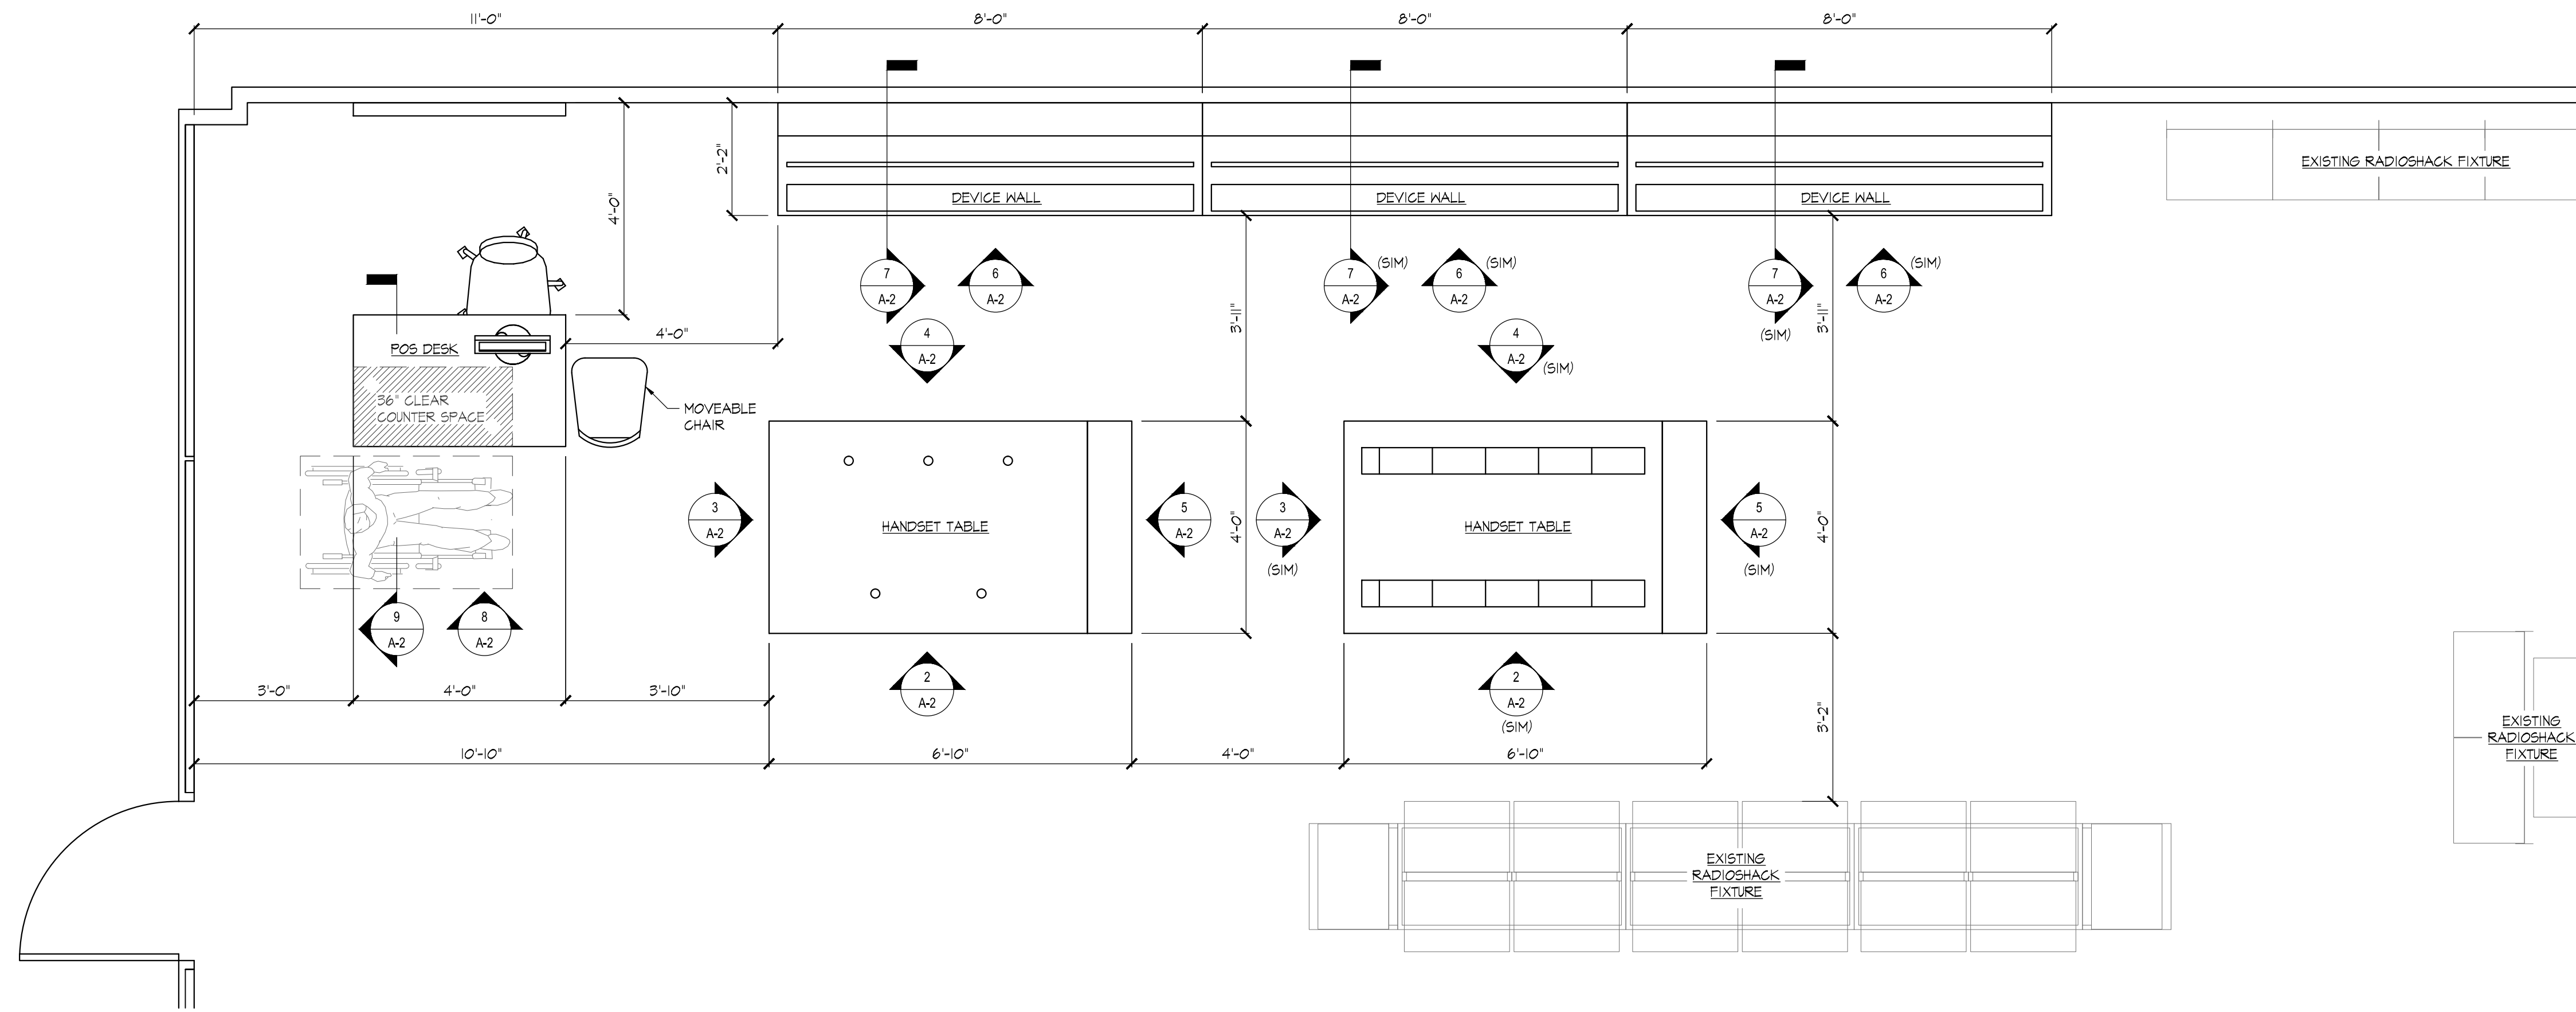 11'-0"
8'-0"
8'-0"
8'-0"
2'-2"
4'-0"
DEVICE WALL
DEVICE WALL
DEVICE WALL
EXISTING RADIOSHACK FIXTURE
7
A-2
6
A-2
7
A-2
(SIM)
6
A-2
(SIM)
7
A-2
(SIM)
6
A-2
(SIM)
3'-11"
3'-11"
4
A-2
4
A-2
(SIM)
4'-0"
POS DESK
36" CLEAR
COUNTER SPACE
MOVEABLE
CHAIR
3
A-2
HANDSET TABLE
5
A-2
4'-0"
3
A-2
(SIM)
HANDSET TABLE
5
A-2
(SIM)
4'-0"
9
A-2
8
A-2
2
A-2
2
A-2
(SIM)
3'-0"
4'-0"
3'-10"
3'-2"
10'-10"
6'-10"
4'-0"
6'-10"
EXISTING
RADIOSHACK
FIXTURE
EXISTING
RADIOSHACK
FIXTURE